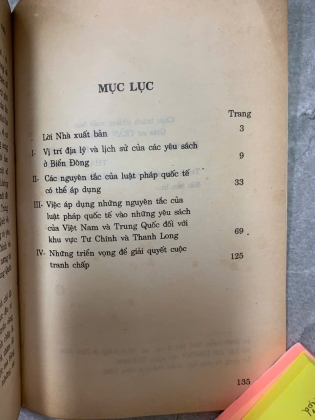 MỤC LỤC
Trang
Lời Nhà xuất bản 3
I- Vị trí địa lý và lịch sử của các yêu sách
ở Biển Đông 9
II- Các nguyên tắc của luật pháp quốc tế
có thể áp dụng 33
III- Việc áp dụng những nguyên tắc của
luật pháp quốc tế vào những yêu sách
của Việt Nam và Trung Quốc đối với
khu vực Tư Chính và Thanh Long 69
IV- Những triển vọng để giải quyết cuộc
tranh chấp 125
135